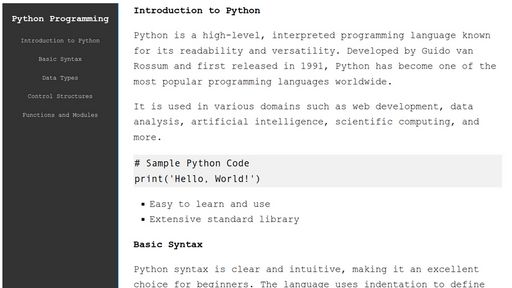 Python Programming
Introduction to Python
Basic Syntax
Data Types
Control Structures
Functions and Modules
Introduction to Python
Python is a high-level, interpreted programming language known
for its readability and versatility. Developed by Guido van
Rossum and first released in 1991, Python has become one of the
most popular programming languages worldwide.
It is used in various domains such as web development, data
analysis, artificial intelligence, scientific computing, and
more.
# Sample Python Code
print('Hello, World!')
▪ Easy to learn and use
▪ Extensive standard library
Basic Syntax
Python syntax is clear and intuitive, making it an excellent
choice for beginners. The language uses indentation to define